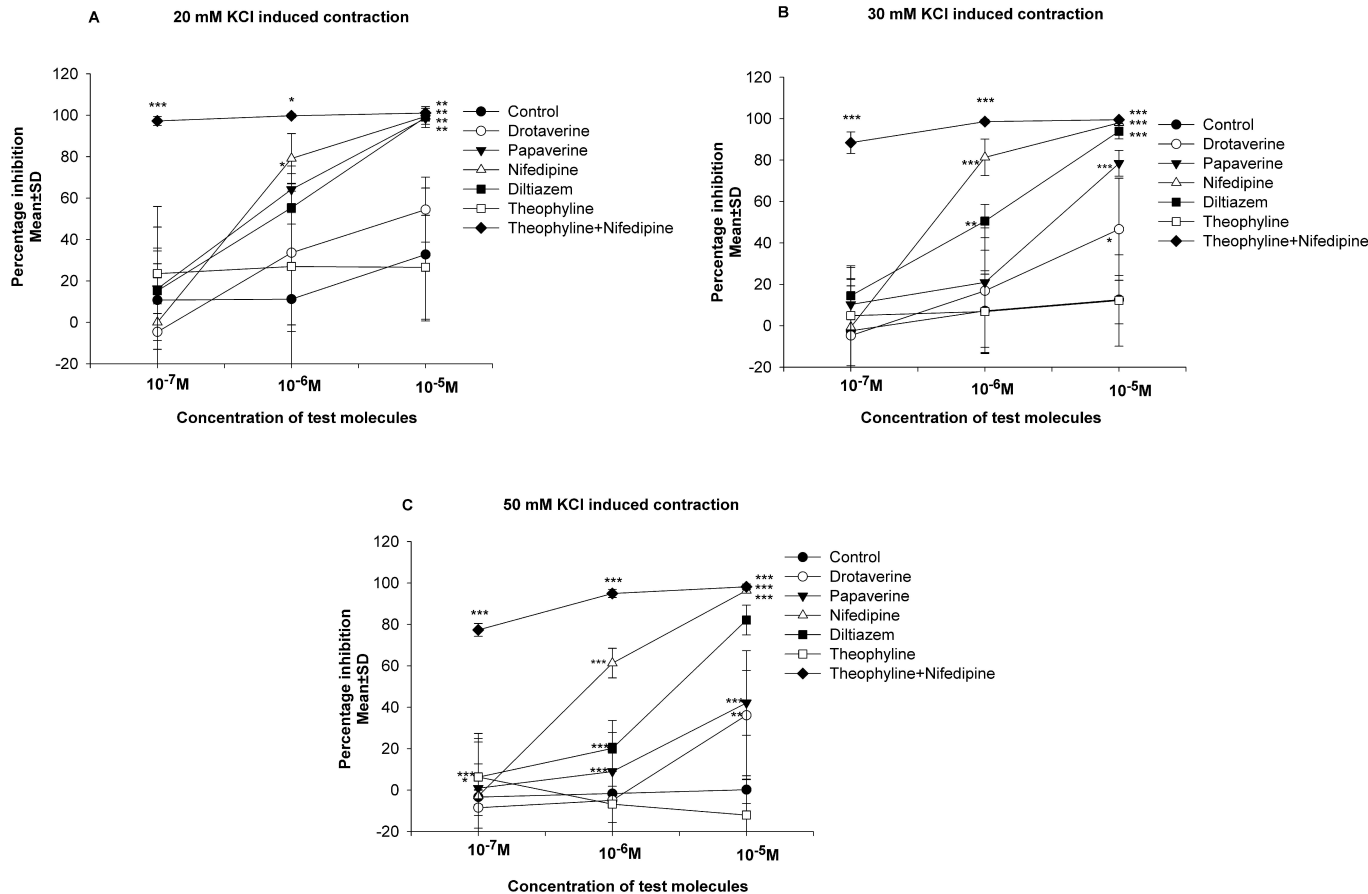 A 20 mM KCl induced contraction
Percentage inhibition
Mean±SD
120
100
80
60
40
20
0
-20
***
*
*
**
**
**
**
10-7M 10-6M 10-5M
Concentration of test molecules
Control
Drotaverine
Papaverine
Nifedipine
Diltiazem
Theophyline
Theophyline+Nifedipine
B 30 mM KCl induced contraction
Percentage inhibition
Mean±SD
120
100
80
60
40
20
0
-20
***
***
***
**
***
***
***
***
*
10-7M 10-6M 10-5M
Concentration of test molecules
Control
Drotaverine
Papaverine
Nifedipine
Diltiazem
Theophyline
Theophyline+Nifedipine
C 50 mM KCl induced contraction
Percentage inhibition
Mean±SD
120
100
80
60
40
20
0
-20
***
***
*
***
***
***
***
***
***
***
***
**
10-7M 10-6M 10-5M
Concentration of test molecules
Control
Drotaverine
Papaverine
Nifedipine
Diltiazem
Theophyline
Theophyline+Nifedipine